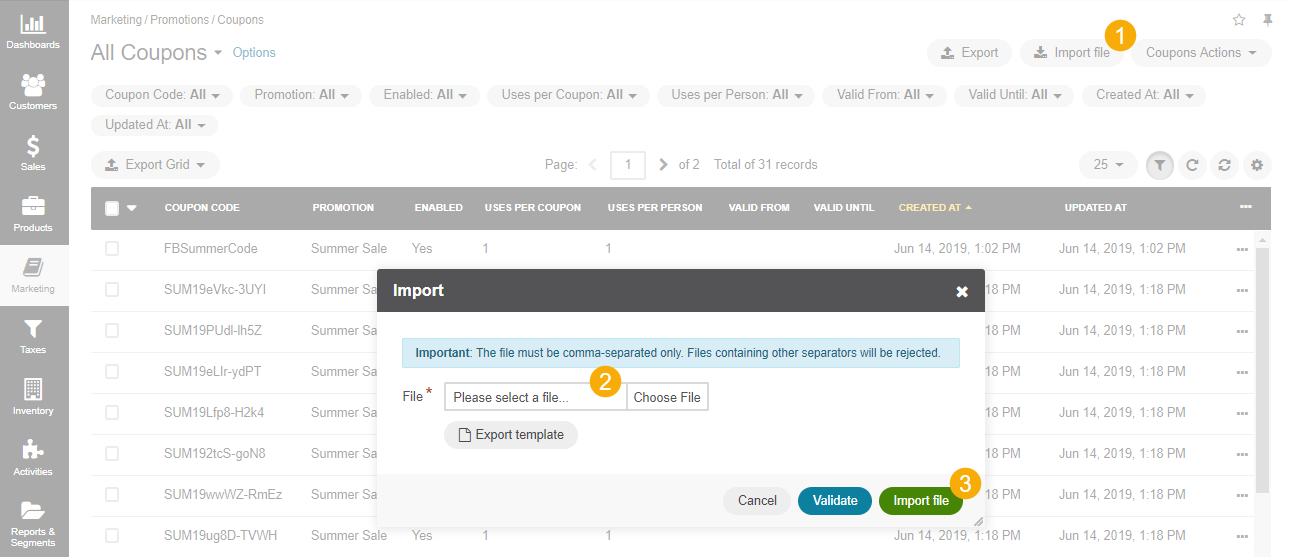 Dashboards
Customers
Sales
Products
Marketing
Taxes
Inventory
Activities
Reports &
Segments
Marketing / Promotions / Coupons
All Coupons Options
Export Import file 1 Coupons Actions
Coupon Code: All Promotion: All Enabled: All Uses per Coupon: All Uses per Person: All Valid From: All Valid Until: All Created At: All
Updated At: All
Export Grid Page: 1 of 2 Total of 31 records 25
COUPON CODE PROMOTION ENABLED USES PER COUPON USES PER PERSON VALID FROM VALID UNTIL CREATED AT UPDATED AT
FBSummerCode Summer Sale Yes 1 1 Jun 14, 2019, 1:02 PM Jun 14, 2019, 1:02 PM
SUM19eVkc-3UYI Summer Sa :18 PM Jun 14, 2019, 1:18 PM
SUM19PUdl-lh5Z Summer Sa :18 PM Jun 14, 2019, 1:18 PM
SUM19eLIr-ydPT Summer Sa :18 PM Jun 14, 2019, 1:18 PM
SUM19Lfp8-H2k4 Summer Sa :18 PM Jun 14, 2019, 1:18 PM
SUM192tcS-goN8 Summer Sa :18 PM Jun 14, 2019, 1:18 PM
SUM19wwWZ-RmEz Summer Sa :18 PM Jun 14, 2019, 1:18 PM
SUM19ug8D-TVWH Summer Sale Yes 1 1 Jun 14, 2019, 1:18 PM Jun 14, 2019, 1:18 PM
Import
Important: The file must be comma-separated only. Files containing other separators will be rejected.
2
File * Please select a file... Choose File
Export template
3
Cancel Validate Import file